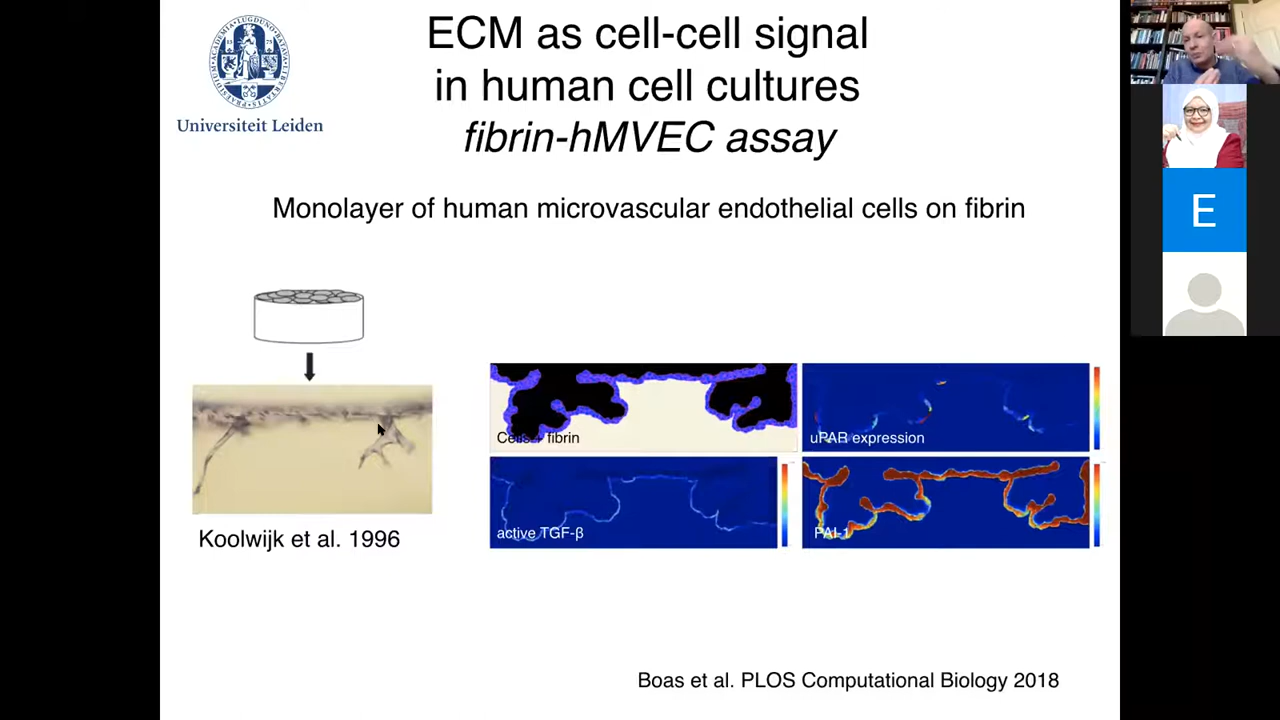 ECM as cell-cell signal
in human cell cultures
fibrin-hMVEC assay
Universiteit Leiden
Monolayer of human microvascular endothelial cells on fibrin
E
Cells + fibrin
uPAR expression
active TGF-β
PAI-1
Koolwijk et al. 1996
Boas et al. PLOS Computational Biology 2018